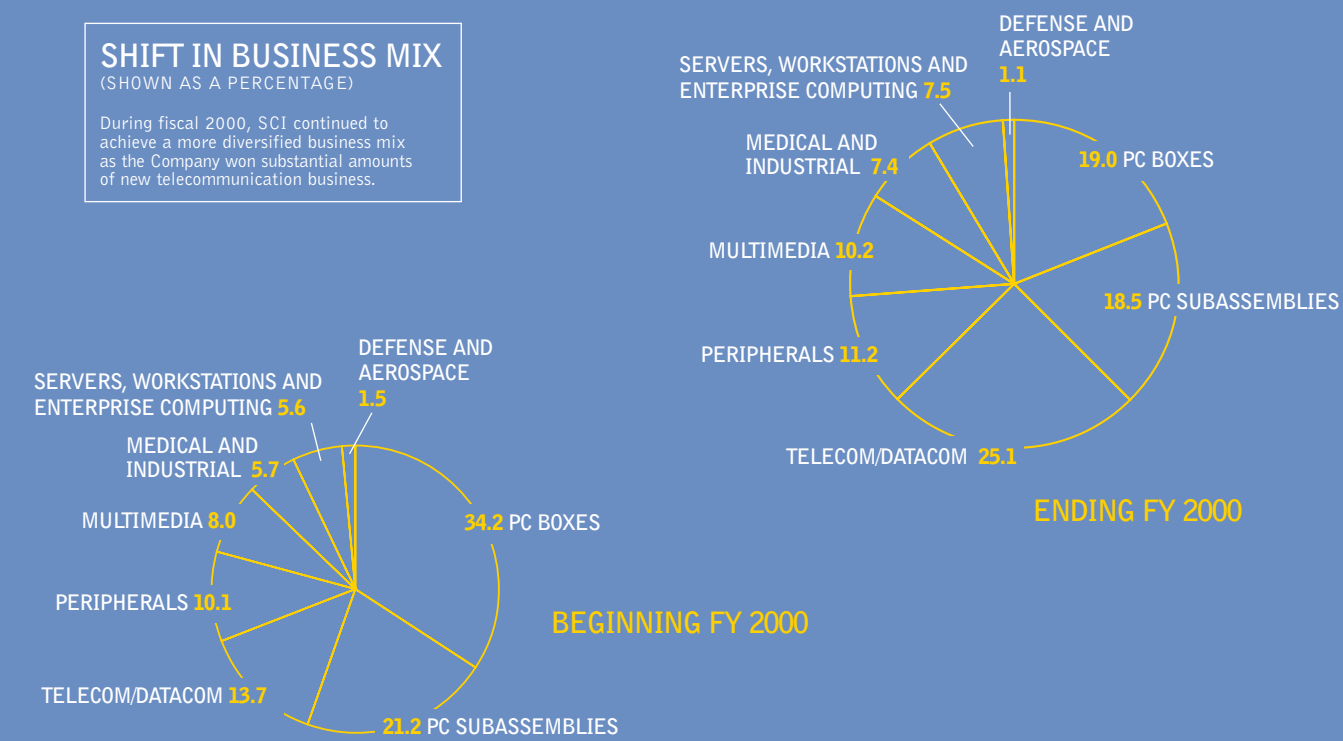 SHIFT IN BUSINESS MIX
(SHOWN AS A PERCENTAGE)
During fiscal 2000, SCI continued to
achieve a more diversified business mix
as the Company won substantial amounts
of new telecommunication business.
DEFENSE AND
AEROSPACE
1.1
SERVERS, WORKSTATIONS AND
ENTERPRISE COMPUTING 7.5
MEDICAL AND
INDUSTRIAL 7.4
19.0 PC BOXES
MULTIMEDIA 10.2
18.5 PC SUBASSEMBLIES
PERIPHERALS 11.2
TELECOM/DATACOM 25.1
ENDING FY 2000
DEFENSE AND
AEROSPACE
1.5
SERVERS, WORKSTATIONS AND
ENTERPRISE COMPUTING 5.6
MEDICAL AND
INDUSTRIAL 5.7
MULTIMEDIA 8.0
34.2 PC BOXES
PERIPHERALS 10.1
BEGINNING FY 2000
TELECOM/DATACOM 13.7
21.2 PC SUBASSEMBLIES